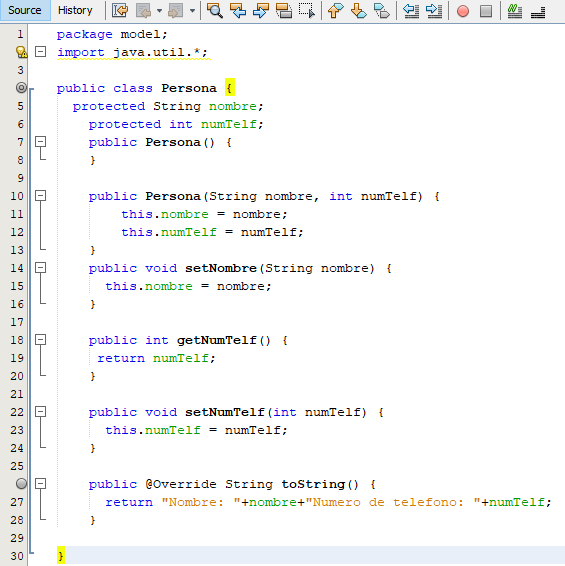 Source History
1 package model;
import java.util.*;
3
public class Persona {
5 protected String nombre;
6 protected int numTelf;
7 public Persona() {
8 }
9
10 public Persona(String nombre, int numTelf) {
11 this.nombre = nombre;
12 this.numTelf = numTelf;
13 }
14 public void setNombre(String nombre) {
15 this.nombre = nombre;
16 }
17
18 public int getNumTelf() {
19 return numTelf;
20 }
21
22 public void setNumTelf(int numTelf) {
23 this.numTelf = numTelf;
24 }
25
public @Override String toString() {
27 return "Nombre: "+nombre+"Numero de telefono: "+numTelf;
28 }
29
30 }